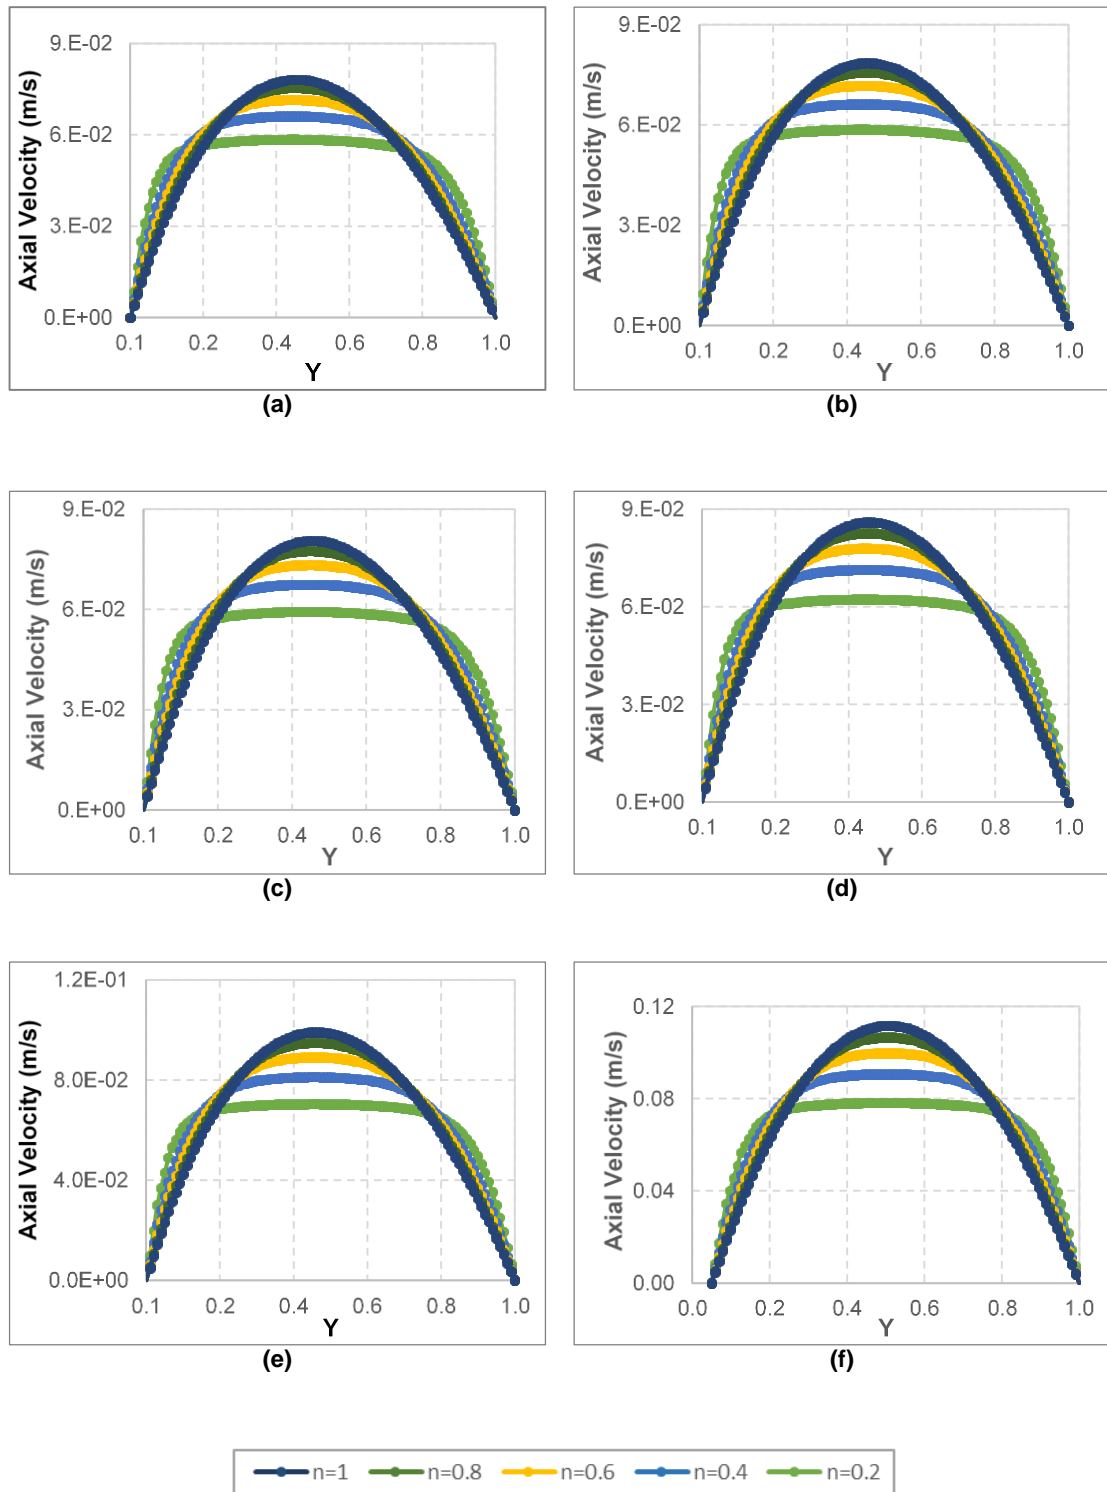 9.E-02
6.E-02
3.E-02
0.E+00
Axial Velocity (m/s)
0.1 0.2 0.4 0.6 0.8 1.0
Y
(a)
9.E-02
6.E-02
3.E-02
0.E+00
Axial Velocity (m/s)
0.1 0.2 0.4 0.6 0.8 1.0
Y
(b)
9.E-02
6.E-02
3.E-02
0.E+00
Axial Velocity (m/s)
0.1 0.2 0.4 0.6 0.8 1.0
Y
(c)
9.E-02
6.E-02
3.E-02
0.E+00
Axial Velocity (m/s)
0.1 0.2 0.4 0.6 0.8 1.0
Y
(d)
1.2E-01
8.0E-02
4.0E-02
0.0E+00
Axial Velocity (m/s)
0.1 0.2 0.4 0.6 0.8 1.0
Y
(e)
0.12
0.08
0.04
0.00
Axial Velocity (m/s)
0.0 0.2 0.4 0.6 0.8 1.0
Y
(f)
n=1 n=0.8 n=0.6 n=0.4 n=0.2